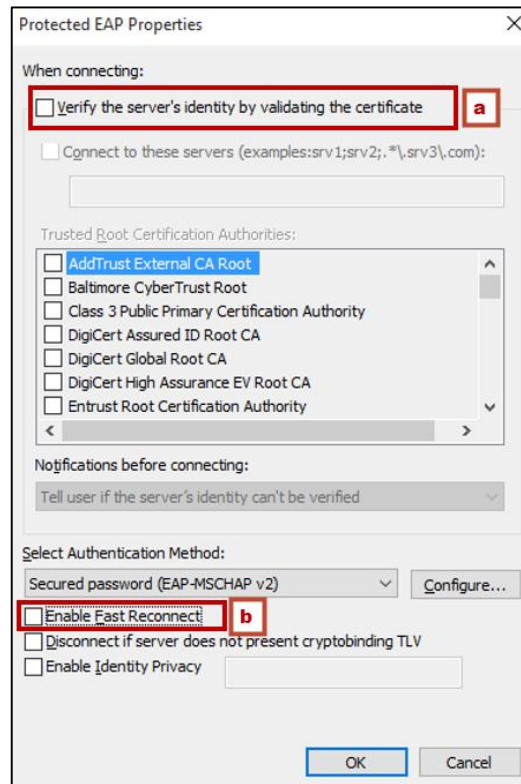 Protected EAP Properties
When connecting:
Verify the server's identity by validating the certificate
a
Connect to these servers (examples:srv1;srv2;.*\.srv3\.com):
Trusted Root Certification Authorities:
AddTrust External CA Root
Baltimore CyberTrust Root
Class 3 Public Primary Certification Authority
DigiCert Assured ID Root CA
DigiCert Global Root CA
DigiCert High Assurance EV Root CA
Entrust Root Certification Authority
Notifications before connecting:
Tell user if the server's identity can't be verified
Select Authentication Method:
Secured password (EAP-MSCHAP v2) Configure...
Enable Fast Reconnect b
Disconnect if server does not present cryptobinding TLV
Enable Identity Privacy
OK Cancel